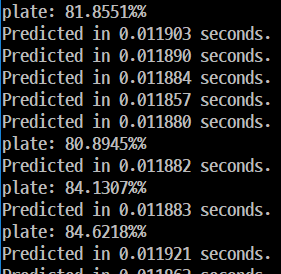 plate: 81.8551%%
Predicted in 0.011903 seconds.
Predicted in 0.011890 seconds.
Predicted in 0.011884 seconds.
Predicted in 0.011857 seconds.
Predicted in 0.011880 seconds.
plate: 80.8945%%
Predicted in 0.011882 seconds.
plate: 84.1307%%
Predicted in 0.011883 seconds.
plate: 84.6218%%
Predicted in 0.011921 seconds.